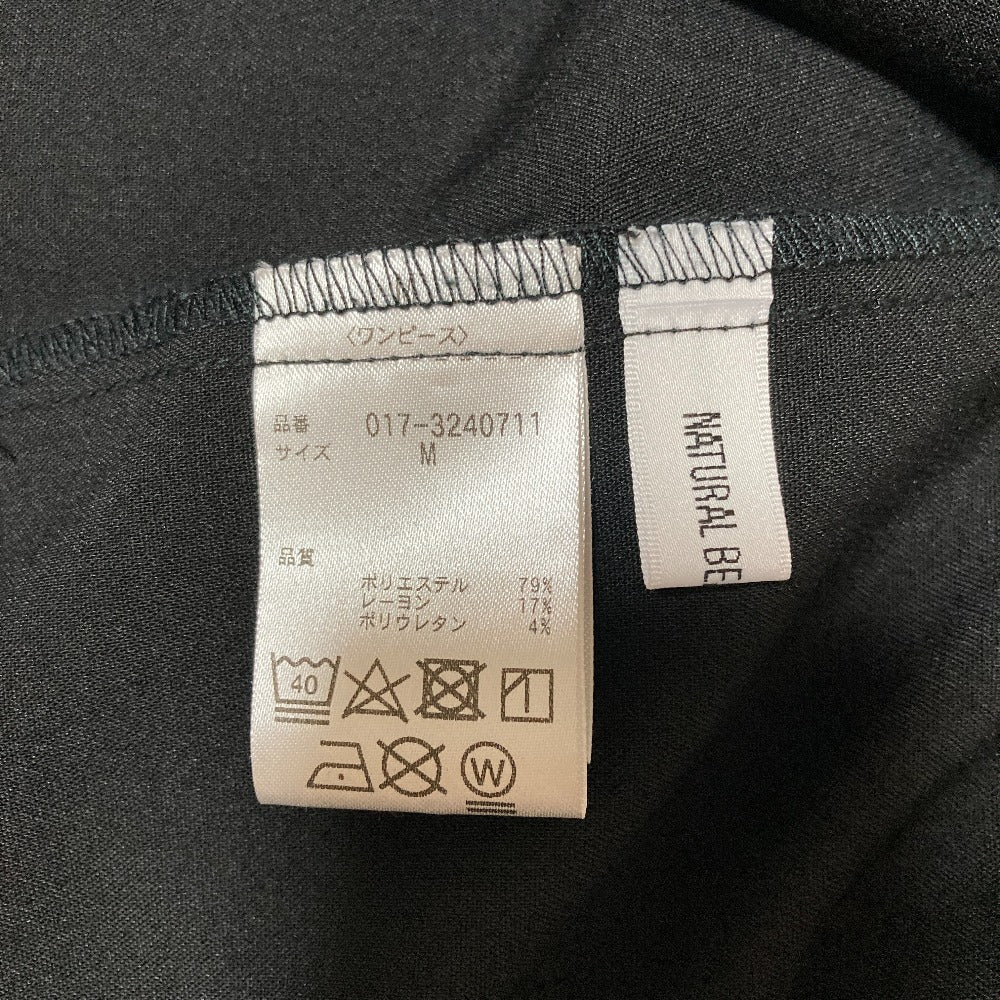 〈ワンピース〉
品番 017-3240711
サイズ M
品質
ポリエステル 79%
レーヨン 17%
ポリウレタン 4%
40
W
NATURAL BE